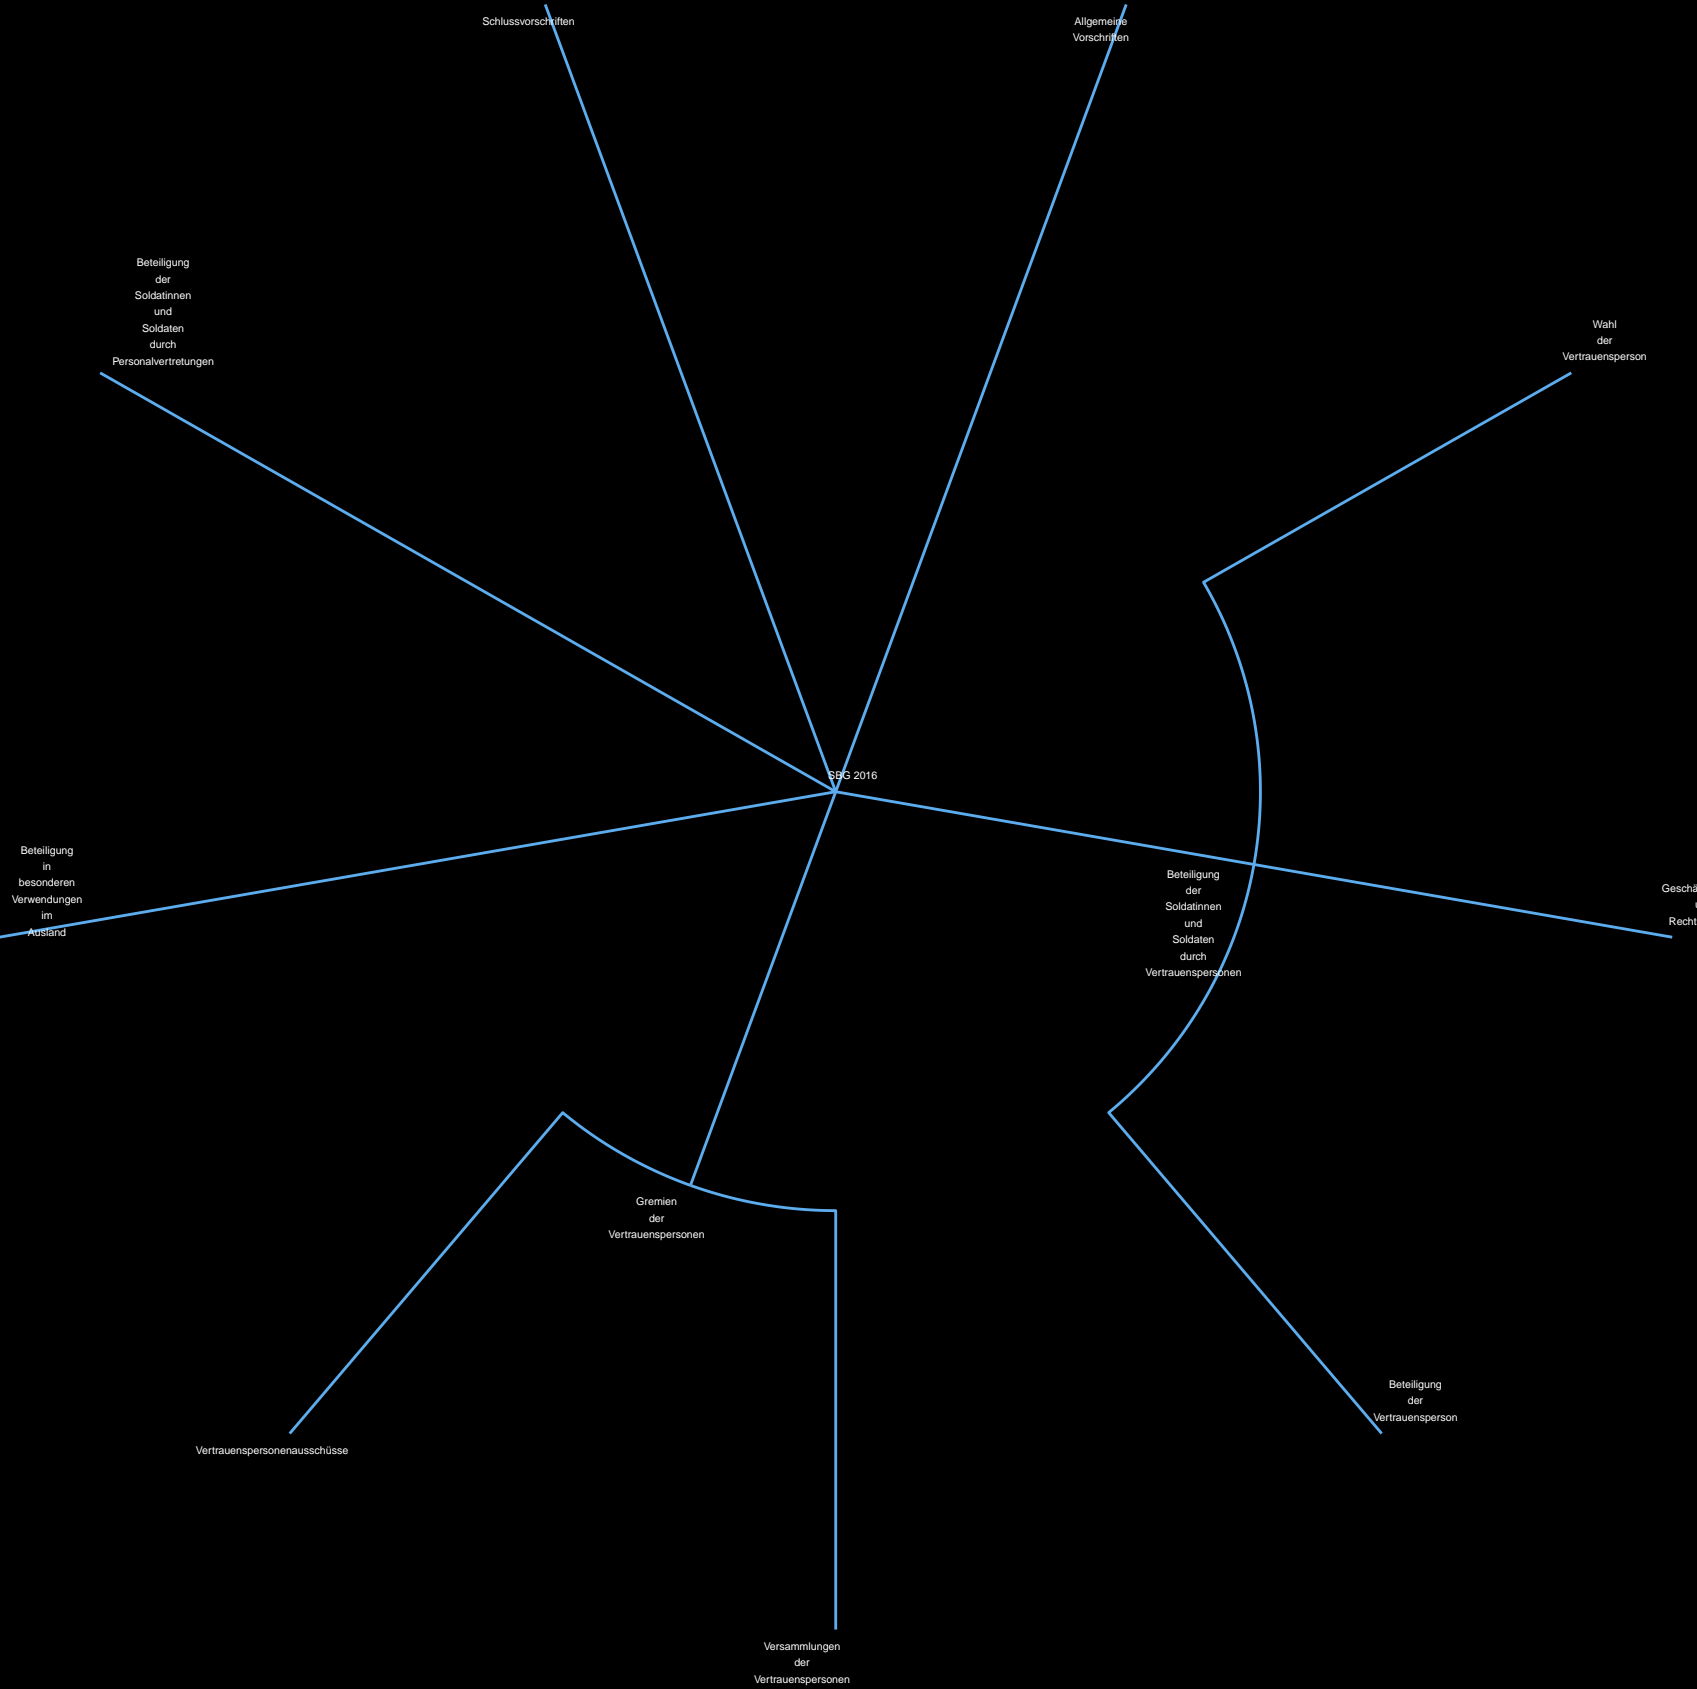 Schlussvorschriften
Allgemeine
Vorschriften
Beteiligung
der
Soldatinnen
und
Soldaten
durch
Personalvertretungen
Wahl
der
Vertrauensperson
SBG 2016
Beteiligung
in
besonderen
Verwendungen
im
Ausland
Beteiligung
der
Soldatinnen
und
Soldaten
durch
Vertrauenspersonen
Geschä
Recht
Gremien
der
Vertrauenspersonen
Beteiligung
der
Vertrauensperson
Vertrauenspersonenausschüsse
Versammlungen
der
Vertrauenspersonen